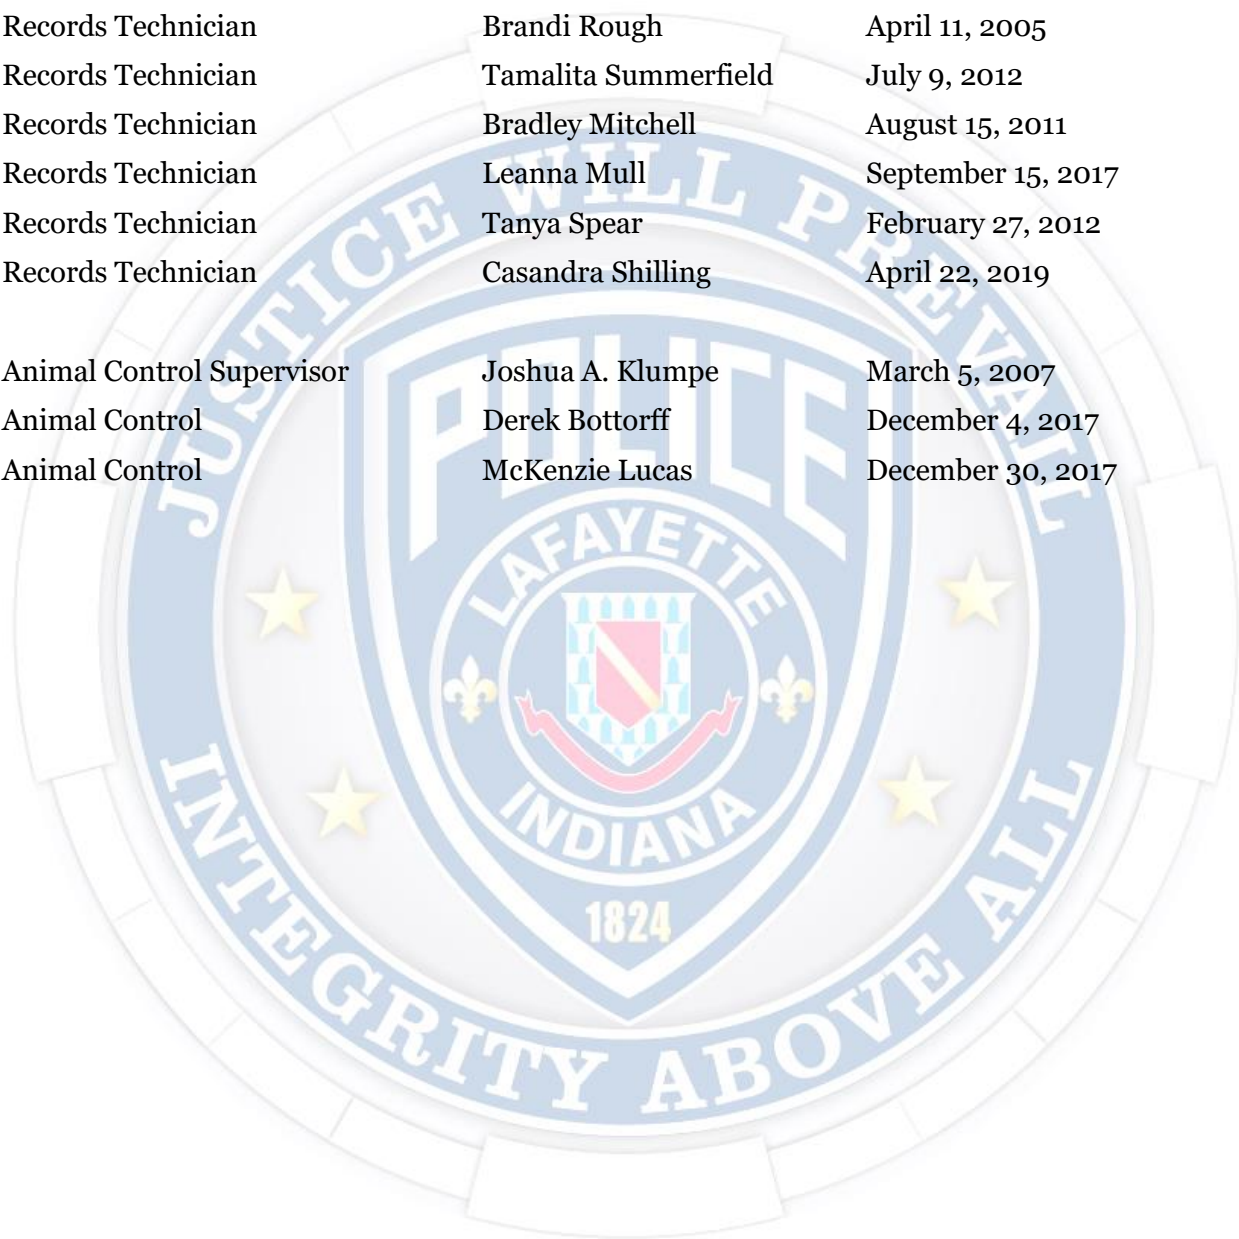 Records Technician Brandi Rough April 11, 2005
Records Technician Tamalita Summerfield July 9, 2012
Records Technician Bradley Mitchell August 15, 2011
Records Technician Leanna Mull September 15, 2017
Records Technician Tanya Spear February 27, 2012
Records Technician Casandra Shilling April 22, 2019
Animal Control Supervisor Joshua A. Klumpe March 5, 2007
Animal Control Derek Bottorff December 4, 2017
Animal Control McKenzie Lucas December 30, 2017
JUSTICE WILL PREVAIL
POLICE
LAFAYETTE
INDIANA
1824
INTEGRITY ABOVE ALL